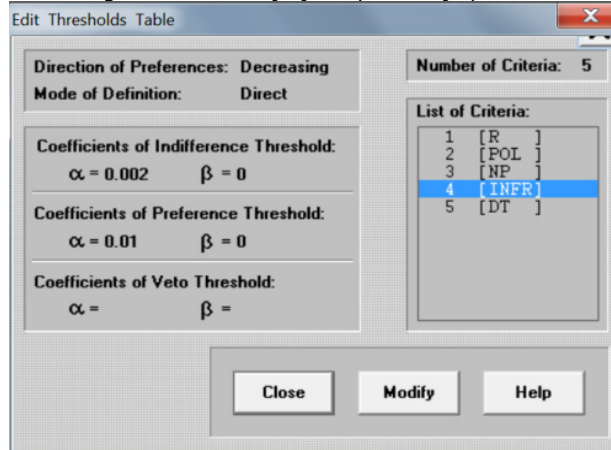 Edit Thresholds Table
Direction of Preferences: Decreasing
Mode of Definition: Direct
Number of Criteria: 5
Coefficients of Indifference Threshold:
α = 0.002 β = 0
Coefficients of Preference Threshold:
α = 0.01 β = 0
Coefficients of Veto Threshold:
α = β =
List of Criteria:
1 [R ]
2 [POL ]
3 [NP ]
4 [INFR]
5 [DT ]
Close Modify Help